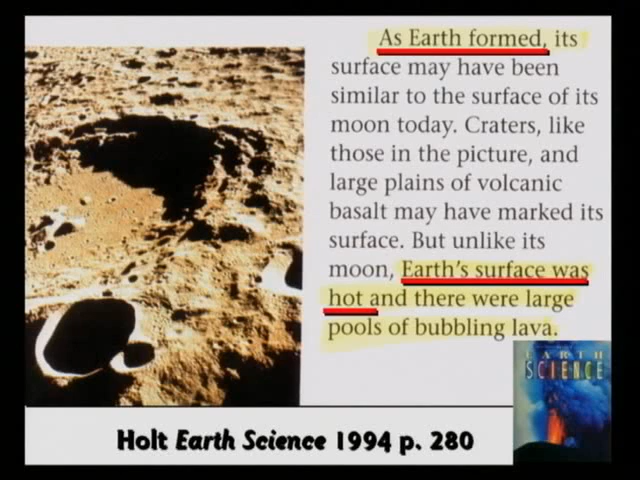 As Earth formed, its
surface may have been
similar to the surface of its
moon today. Craters, like
those in the picture, and
large plains of volcanic
basalt may have marked its
surface. But unlike its
moon, Earth's surface was
hot and there were large
pools of bubbling lava.
EARTH
SCIENCE
Holt Earth Science 1994 p. 280